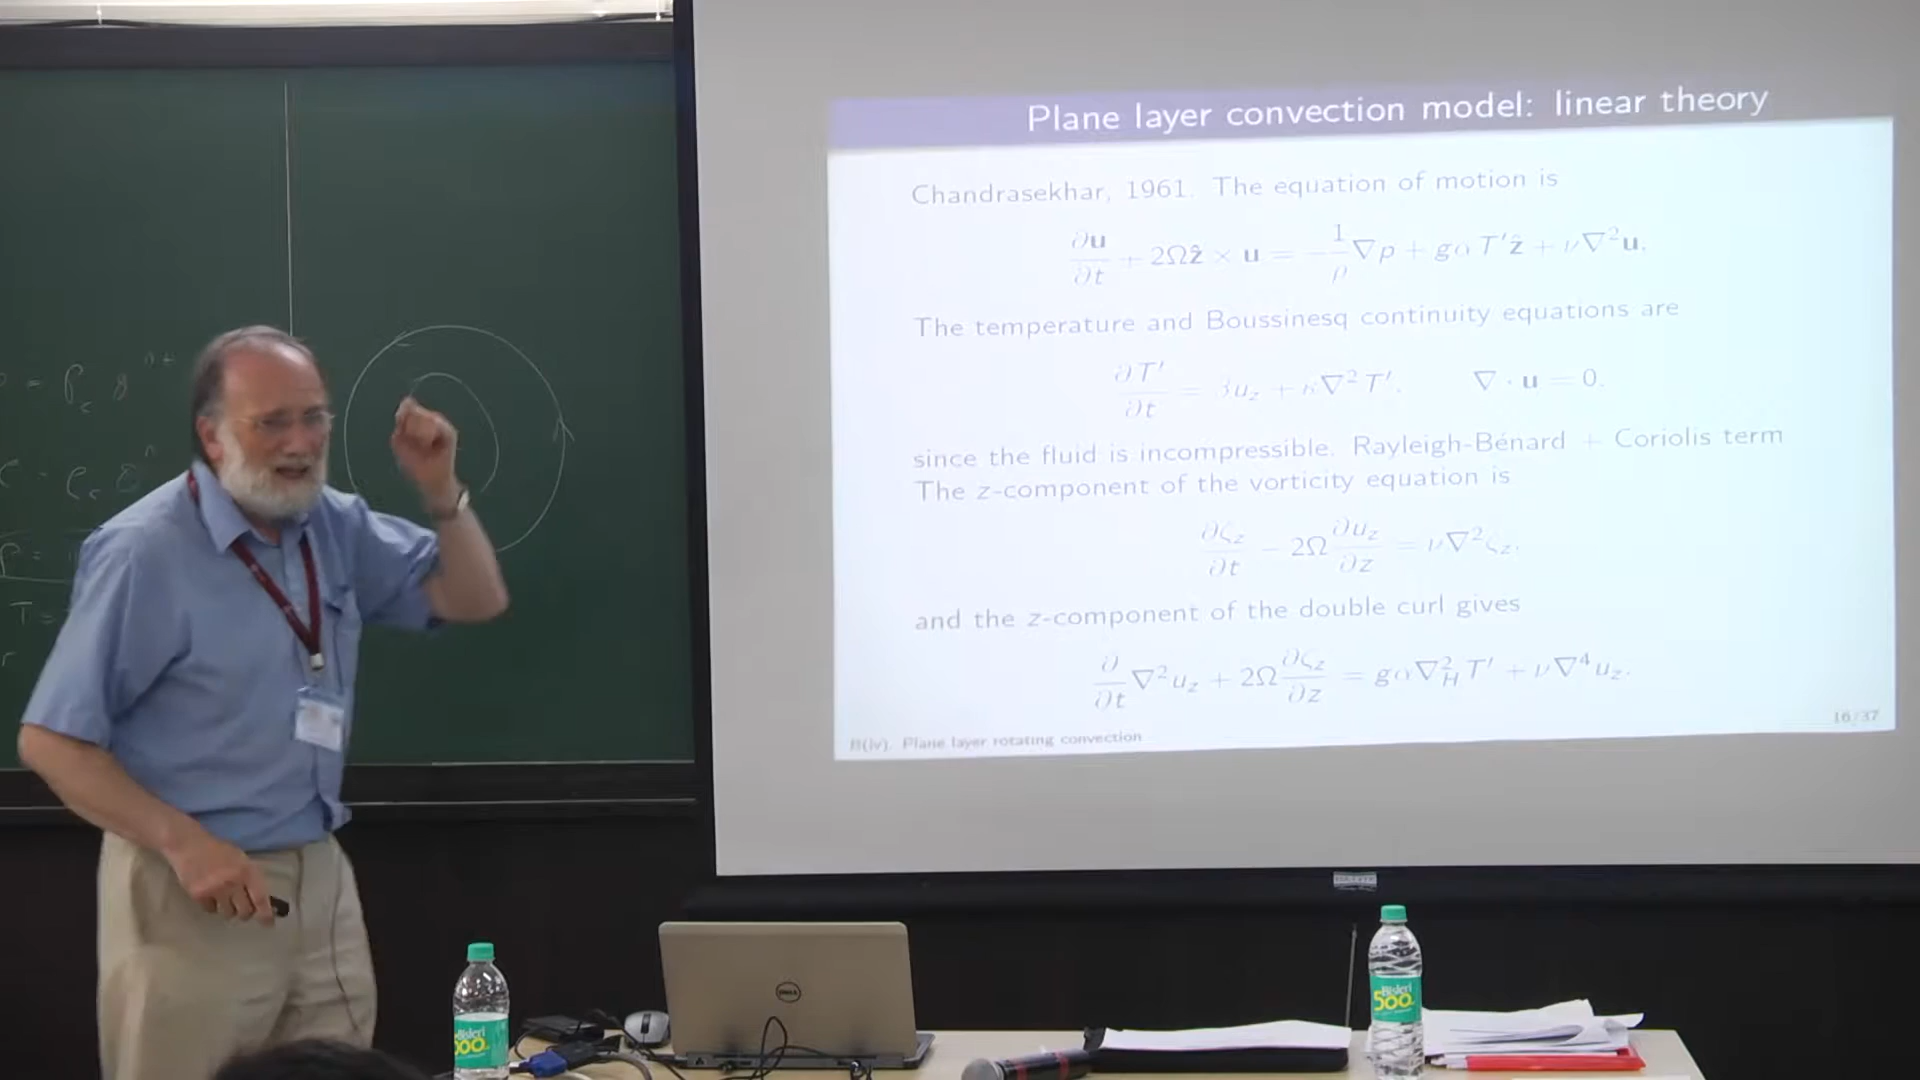 Plane layer convection model: linear theory
Chandrasekhar, 1961. The equation of motion is
∂u/∂t + 2Ωẑ × u = −1/ρ ∇p + gαT′ẑ + ν∇²u,
The temperature and Boussinesq continuity equations are
∂T′/∂t = βu_z + κ∇²T′, ∇ · u = 0.
since the fluid is incompressible. Rayleigh-Bénard + Coriolis term
The z-component of the vorticity equation is
∂ζ_z/∂t − 2Ω ∂u_z/∂z = ν∇²ζ_z,
and the z-component of the double curl gives
∂/∂t ∇²u_z + 2Ω ∂ζ_z/∂z = gα∇²_H T′ + ν∇⁴u_z.
16/37
B(iv). Plane layer rotating convection
T=
DELL
Bisleri
500
Bisleri